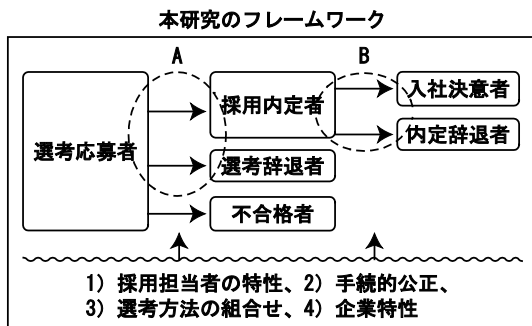 本研究のフレームワーク
A
B
選考応募者
採用内定者
選考辞退者
不合格者
入社決意者
内定辞退者
1) 採用担当者の特性、2) 手続的公正、
3) 選考方法の組合せ、4) 企業特性